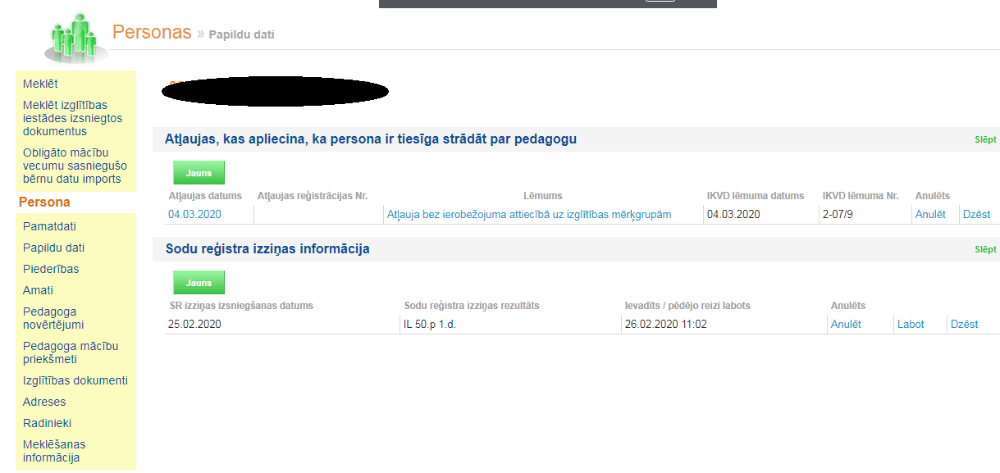 Personas » Papildu dati
Meklēt
Meklēt izglītības
iestādes izsniegtos
dokumentus
Obligāto mācību
vecumu sasniegušo
bērnu datu imports
Persona
Pamatdati
Papildu dati
Piederības
Amati
Pedagoga
novērtējumi
Pedagoga mācību
priekšmeti
Izglītības dokumenti
Adreses
Radinieki
Meklēšanas
informācija
Atļaujas, kas apliecina, ka persona ir tiesīga strādāt par pedagogu Slēpt
Jauns
Atļaujas datums Atļaujas reģistrācijas Nr. Lēmums IKVD lēmuma datums IKVD lēmuma Nr. Anulēts
04.03.2020 Atļauja bez ierobežojuma attiecībā uz izglītības mērķgrupām 04.03.2020 2-07/9 Anulēt Dzēst
Sodu reģistra izziņas informācija Slēpt
Jauns
SR izziņas izsniegšanas datums Sodu reģistra izziņas rezultāts Ievadīts / pēdējo reizi labots Anulēts
25.02.2020 IL 50.p 1.d. 26.02.2020 11:02 Anulēt Labot Dzēst